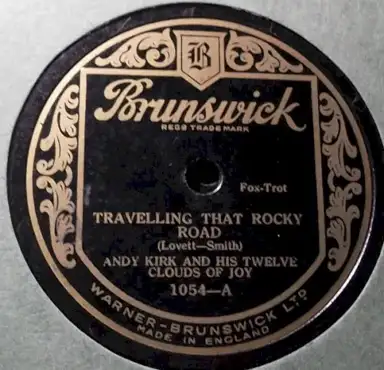 B
Brunswick
REGD TRADE MARK
Fox-Trot
TRAVELLING THAT ROCKY
ROAD
(Lovett—Smith)
ANDY KIRK AND HIS TWELVE
CLOUDS OF JOY
1054—A
WARNER-BRUNSWICK LTD
MADE IN ENGLAND